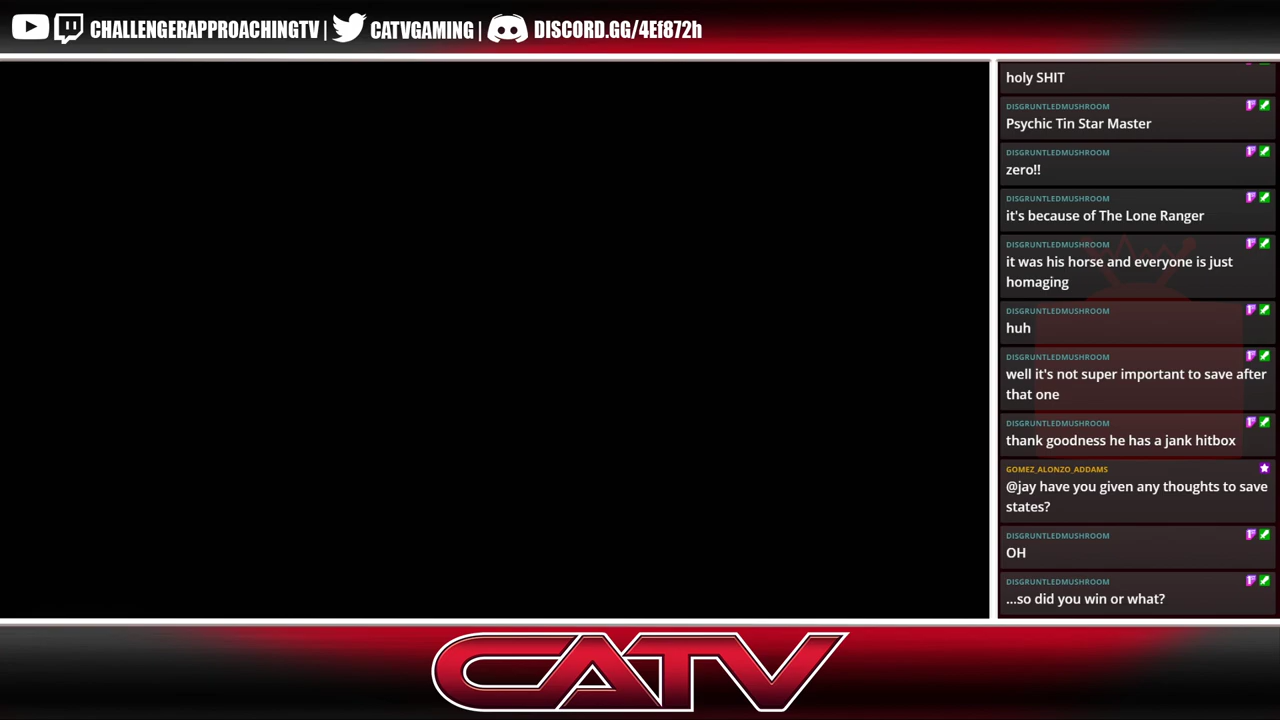 CHALLENGERAPPROACHINGTV | CATVGAMING | DISCORD.GG/4Ef872h
holy SHIT
DISGRUNTLEDMUSHROOM
Psychic Tin Star Master
DISGRUNTLEDMUSHROOM
zero!!
DISGRUNTLEDMUSHROOM
it's because of The Lone Ranger
DISGRUNTLEDMUSHROOM
it was his horse and everyone is just
homaging
DISGRUNTLEDMUSHROOM
huh
DISGRUNTLEDMUSHROOM
well it's not super important to save after
that one
DISGRUNTLEDMUSHROOM
thank goodness he has a jank hitbox
GOMEZ_ALONZO_ADDAMS
@jay have you given any thoughts to save
states?
DISGRUNTLEDMUSHROOM
OH
DISGRUNTLEDMUSHROOM
...so did you win or what?
CATV